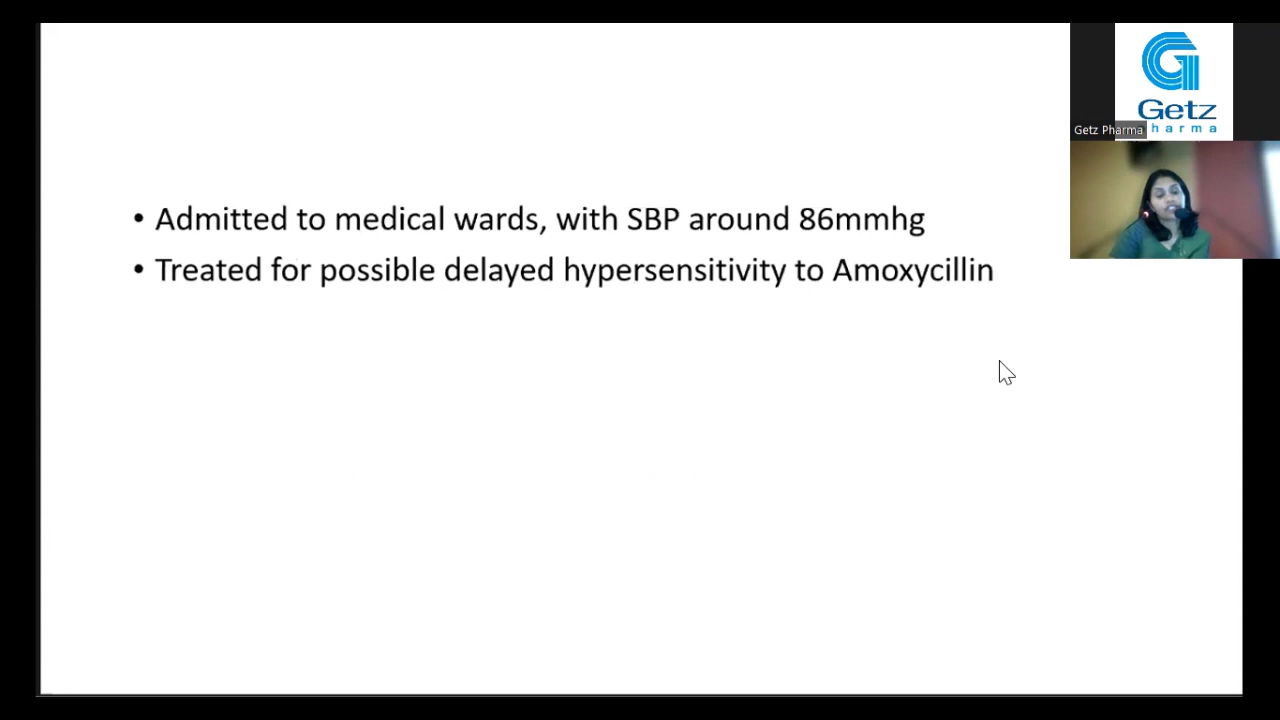 • Admitted to medical wards, with SBP around 86mmhg
• Treated for possible delayed hypersensitivity to Amoxycillin
Getz
harma
Getz Pharma